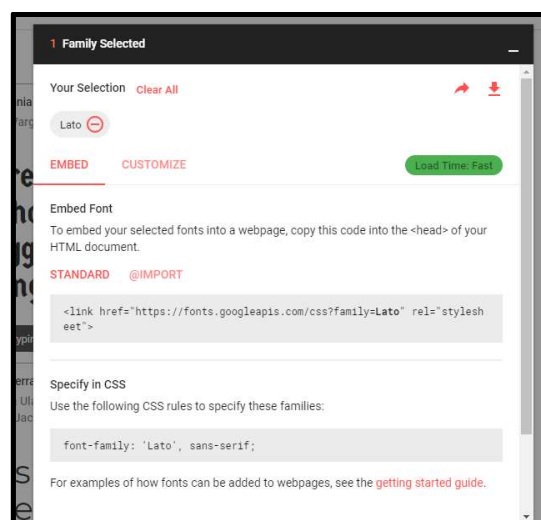 1 Family Selected
Your Selection Clear All
Lato
EMBED CUSTOMIZE Load Time: Fast
Embed Font
To embed your selected fonts into a webpage, copy this code into the <head> of your
HTML document.
STANDARD @IMPORT
<link href="https://fonts.googleapis.com/css?family=Lato" rel="stylesh
eet">
Specify in CSS
Use the following CSS rules to specify these families:
font-family: 'Lato', sans-serif;
For examples of how fonts can be added to webpages, see the getting started guide.